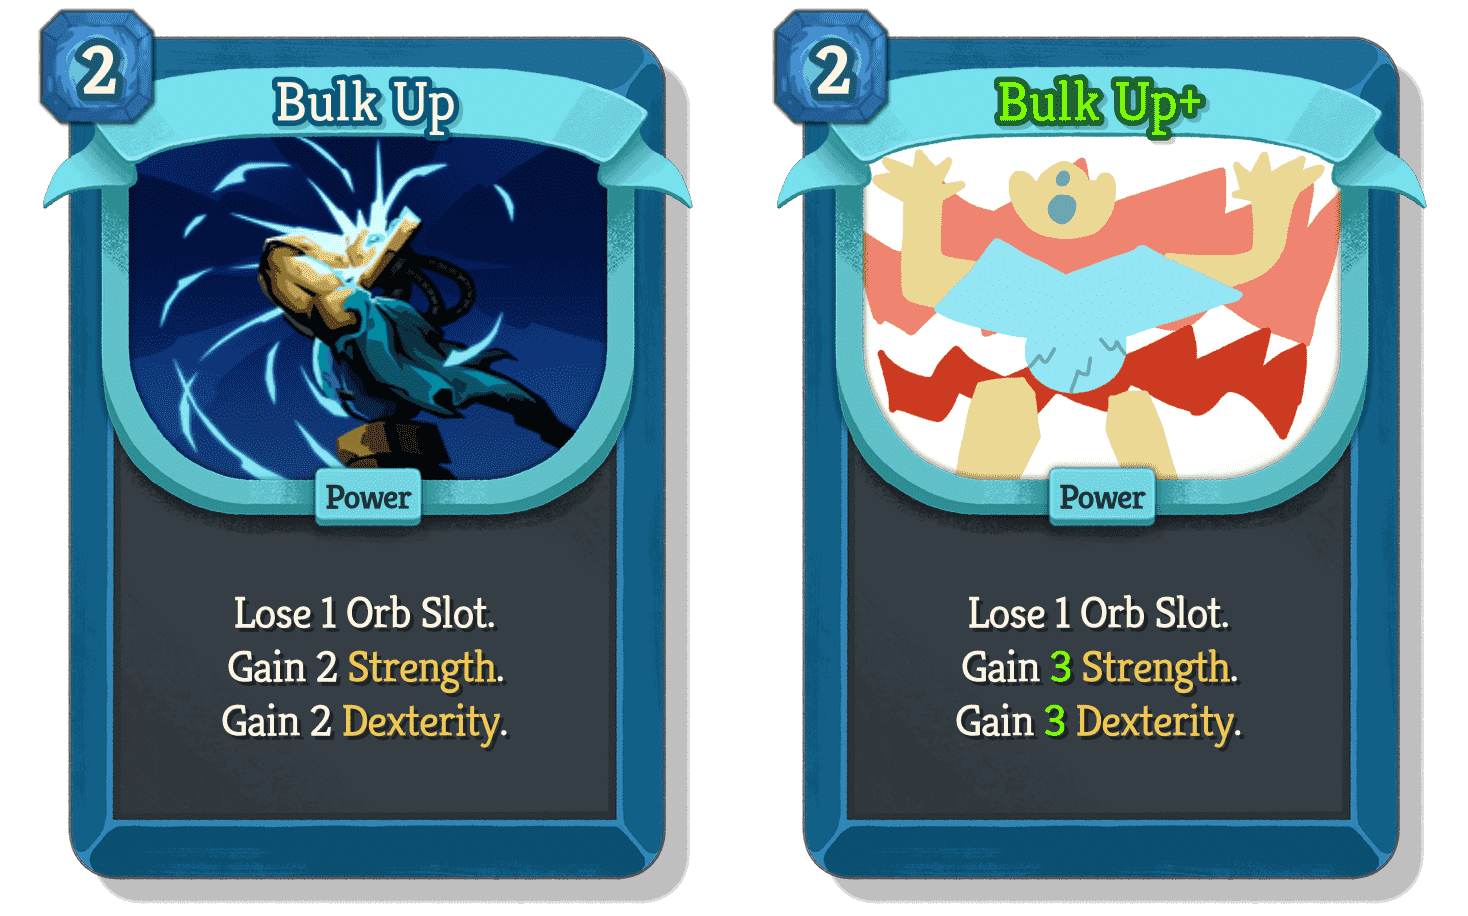 2
Bulk Up
Power
Lose 1 Orb Slot.
Gain 2 Strength.
Gain 2 Dexterity.
2
Bulk Up+
Power
Lose 1 Orb Slot.
Gain 3 Strength.
Gain 3 Dexterity.